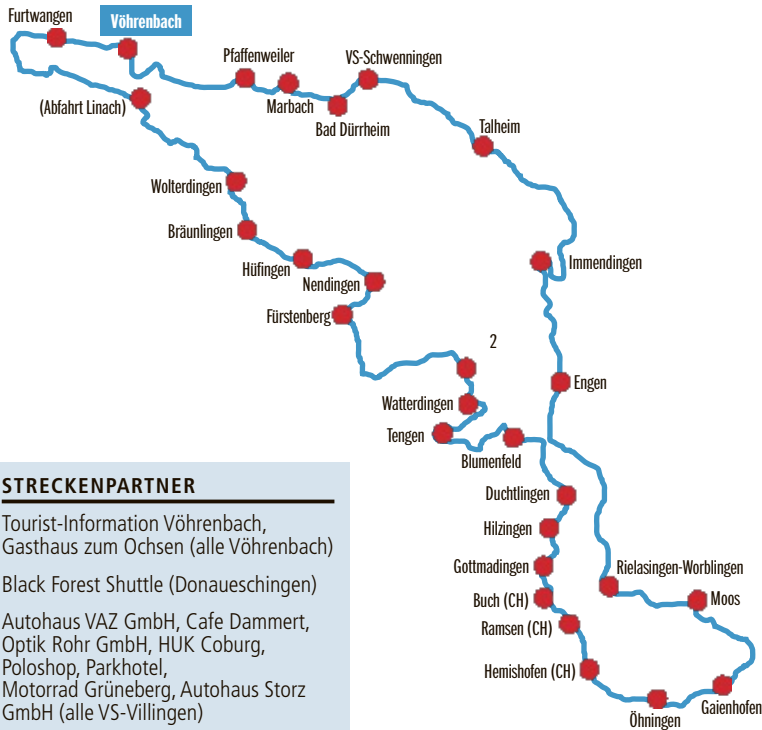 Furtwangen
Vöhrenbach
Pfaffenweiler
VS-Schwenningen
(Abfahrt Linach)
Marbach
Bad Dürrheim
Talheim
Wolterdingen
Bräunlingen
Hüfingen
Immendingen
Nendingen
Fürstenberg
2
Engen
Watterdingen
Tengen
Blumenfeld
Duchtlingen
Hilzingen
Gottmadingen
Rielasingen-Worblingen
Buch (CH)
Moos
Ramsen (CH)
Hemishofen (CH)
Gaienhofen
Öhningen
STRECKENPARTNER
Tourist-Information Vöhrenbach,
Gasthaus zum Ochsen (alle Vöhrenbach)
Black Forest Shuttle (Donaueschingen)
Autohaus VAZ GmbH, Cafe Dammert,
Optik Rohr GmbH, HUK Coburg,
Poloshop, Parkhotel,
Motorrad Grüneberg, Autohaus Storz
GmbH (alle VS-Villingen)